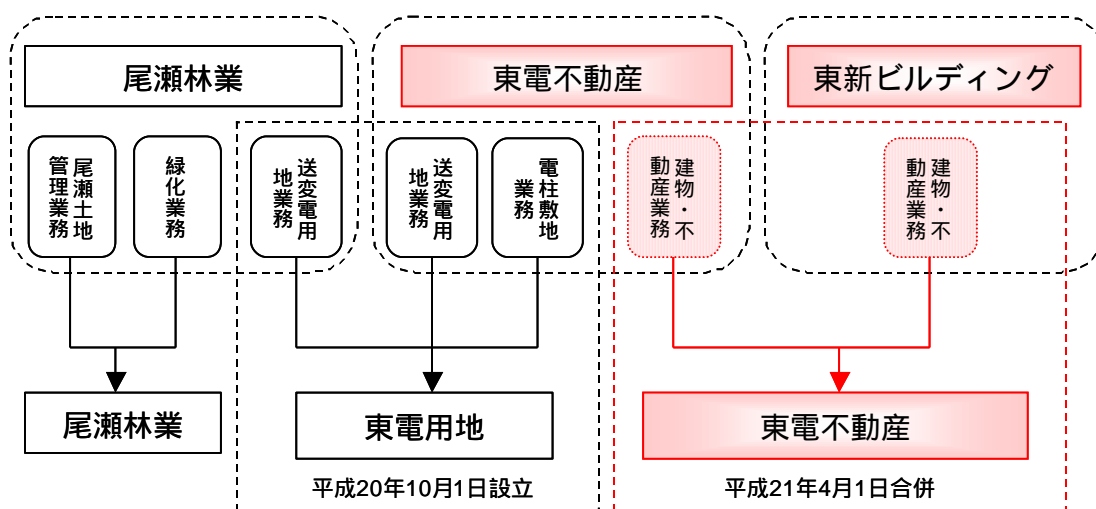 尾瀬林業
東電不動産
東新ビルディング
尾瀬土地
管理業務
緑化業務
送変電用
地業務
送変電用
地業務
電柱敷地
業務
建物・不
動産業務
建物・不
動産業務
尾瀬林業
東電用地
東電不動産
平成20年10月1日設立
平成21年4月1日合併